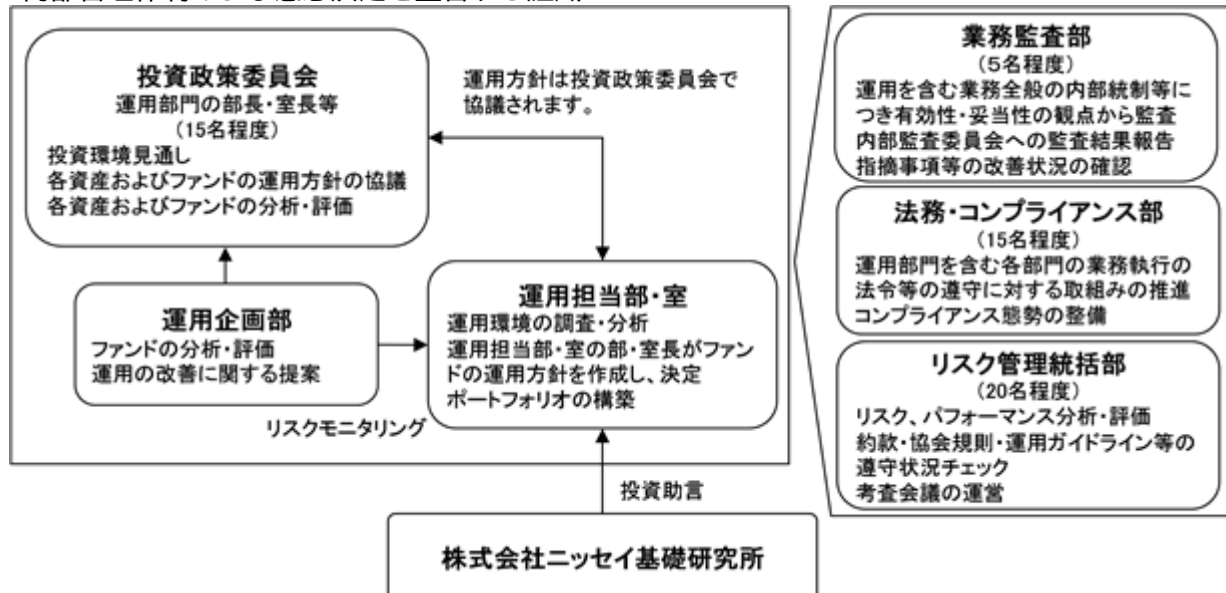 投資政策委員会
運用部門の部長・室長等
(15名程度)
投資環境見通し
各資産およびファンドの運用方針の協議
各資産およびファンドの分析・評価
運用方針は投資政策委員会で
協議されます。
運用企画部
ファンドの分析・評価
運用の改善に関する提案
リスクモニタリング
運用担当部・室
運用環境の調査・分析
運用担当部・室の部・室長がファン
ドの運用方針を作成し、決定
ポートフォリオの構築
投資助言
株式会社ニッセイ基礎研究所
業務監査部
(5名程度)
運用を含む業務全般の内部統制等に
つき有効性・妥当性の観点から監査
内部監査委員会への監査結果報告
指摘事項等の改善状況の確認
法務・コンプライアンス部
(15名程度)
運用部門を含む各部門の業務執行の
法令等の遵守に対する取組みの推進
コンプライアンス態勢の整備
リスク管理統括部
(20名程度)
リスク、パフォーマンス分析・評価
約款・協会規則・運用ガイドライン等の
遵守状況チェック
考査会議の運営